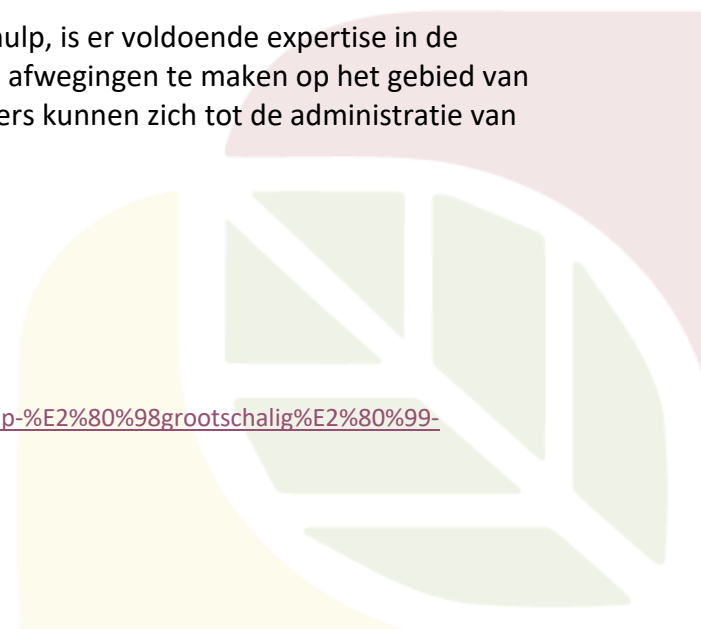 hulp, is er voldoende expertise in de
afwegingen te maken op het gebied van
ers kunnen zich tot de administratie van
p-%E2%80%98grootschalig%E2%80%99-